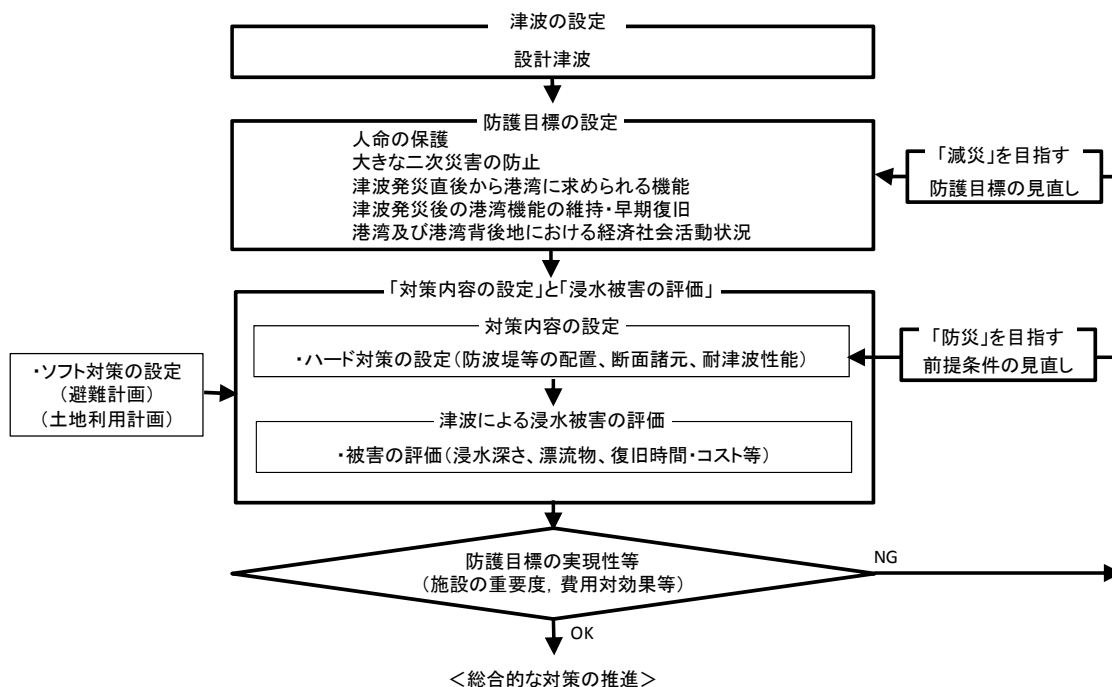 津波の設定
設計津波
防護目標の設定
人命の保護
大きな二次災害の防止
津波発災直後から港湾に求められる機能
津波発災後の港湾機能の維持・早期復旧
港湾及び港湾背後地における経済社会活動状況
「減災」を目指す
防護目標の見直し
「対策内容の設定」と「浸水被害の評価」
対策内容の設定
・ハード対策の設定(防波堤等の配置、断面諸元、耐津波性能)
「防災」を目指す
前提条件の見直し
・ソフト対策の設定
(避難計画)
(土地利用計画)
津波による浸水被害の評価
・被害の評価(浸水深さ、漂流物、復旧時間・コスト等)
防護目標の実現性等
(施設の重要度, 費用対効果等)
NG
OK
<総合的な対策の推進>